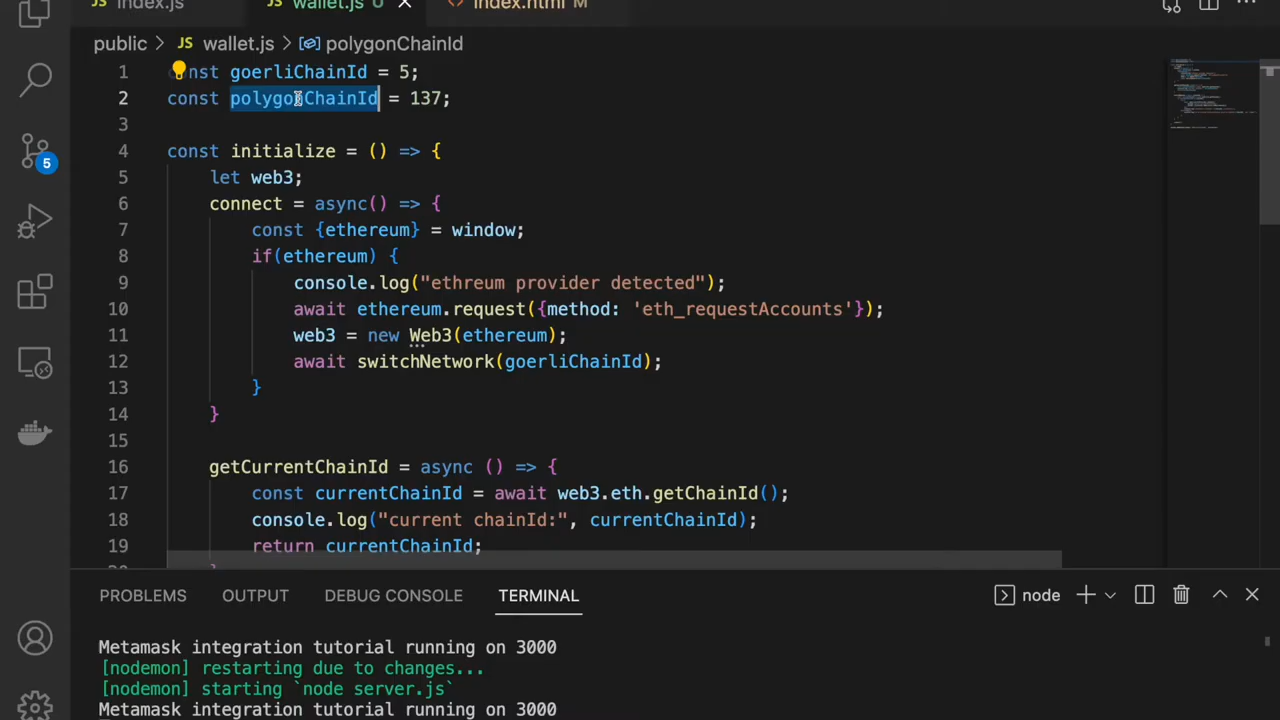 index.js
wallet.js U
index.html M
public > JS wallet.js > polygonChainId
1 const goerliChainId = 5;
2 const polygonChainId = 137;
3
4 const initialize = () => {
5 let web3;
6 connect = async() => {
7 const {ethereum} = window;
8 if(ethereum) {
9 console.log("ethreum provider detected");
10 await ethereum.request({method: 'eth_requestAccounts'});
11 web3 = new Web3(ethereum);
12 await switchNetwork(goerliChainId);
13 }
14 }
15
16 getCurrentChainId = async () => {
17 const currentChainId = await web3.eth.getChainId();
18 console.log("current chainId:", currentChainId);
19 return currentChainId;
5
PROBLEMS OUTPUT DEBUG CONSOLE TERMINAL node
Metamask integration tutorial running on 3000
[nodemon] restarting due to changes...
[nodemon] starting `node server.js`
Metamask integration tutorial running on 3000